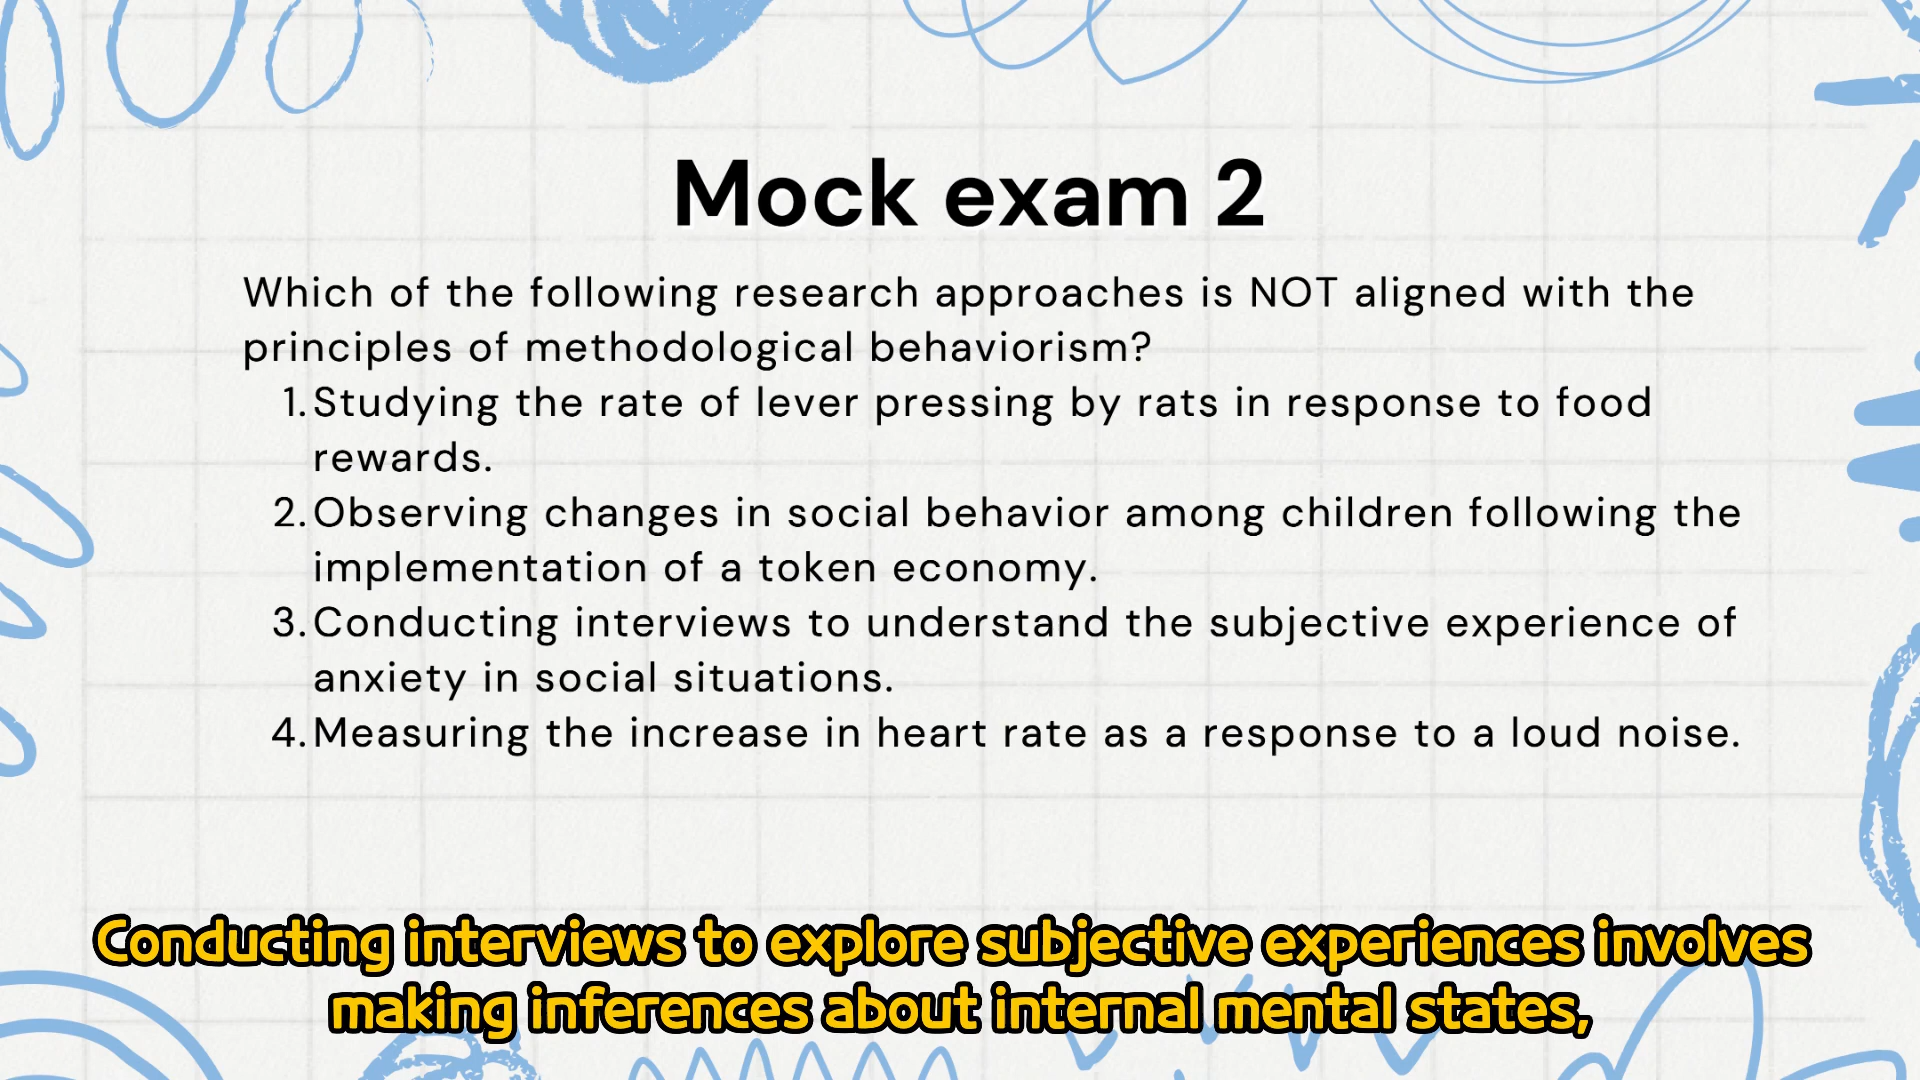 Mock exam 2
Which of the following research approaches is NOT aligned with the
principles of methodological behaviorism?
1. Studying the rate of lever pressing by rats in response to food
rewards.
2. Observing changes in social behavior among children following the
implementation of a token economy.
3. Conducting interviews to understand the subjective experience of
anxiety in social situations.
4. Measuring the increase in heart rate as a response to a loud noise.
Conducting interviews to explore subjective experiences involves
making inferences about internal mental states,